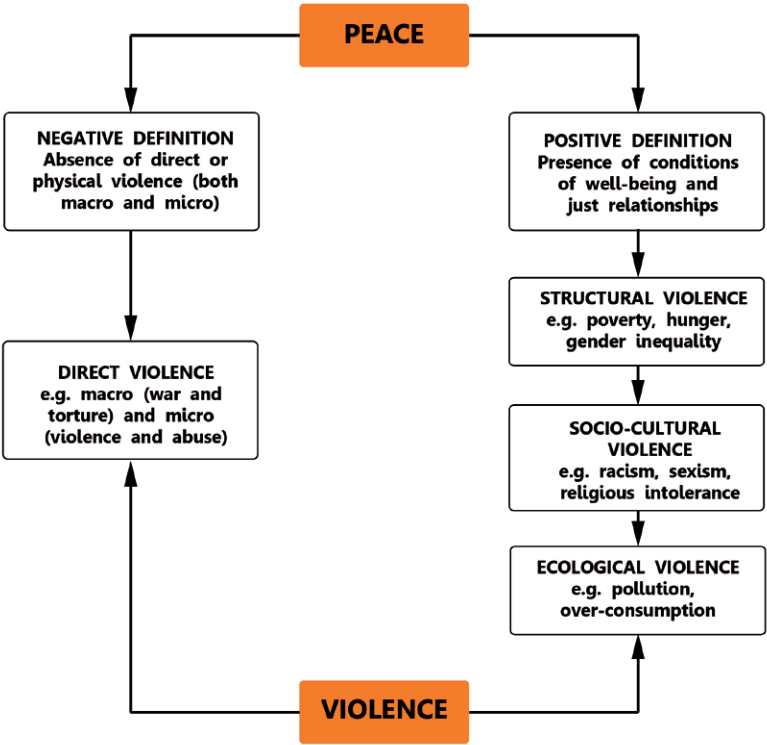 PEACE
NEGATIVE DEFINITION
Absence of direct or
physical violence (both
macro and micro)
POSITIVE DEFINITION
Presence of conditions
of well-being and
just relationships
STRUCTURAL VIOLENCE
e.g. poverty, hunger,
gender inequality
DIRECT VIOLENCE
e.g. macro (war and
torture) and micro
(violence and abuse)
SOCIO-CULTURAL
VIOLENCE
e.g. racism, sexism,
religious intolerance
ECOLOGICAL VIOLENCE
e.g. pollution,
over-consumption
VIOLENCE